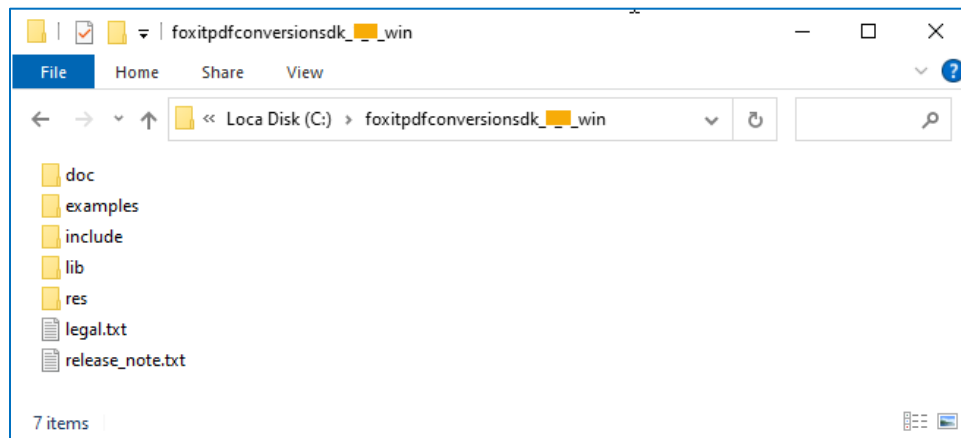 foxitpdfconversionsdk_ _ _win
File Home Share View
« Loca Disk (C:) › foxitpdfconversionsdk_ _ _win
doc
examples
include
lib
res
legal.txt
release_note.txt
7 items